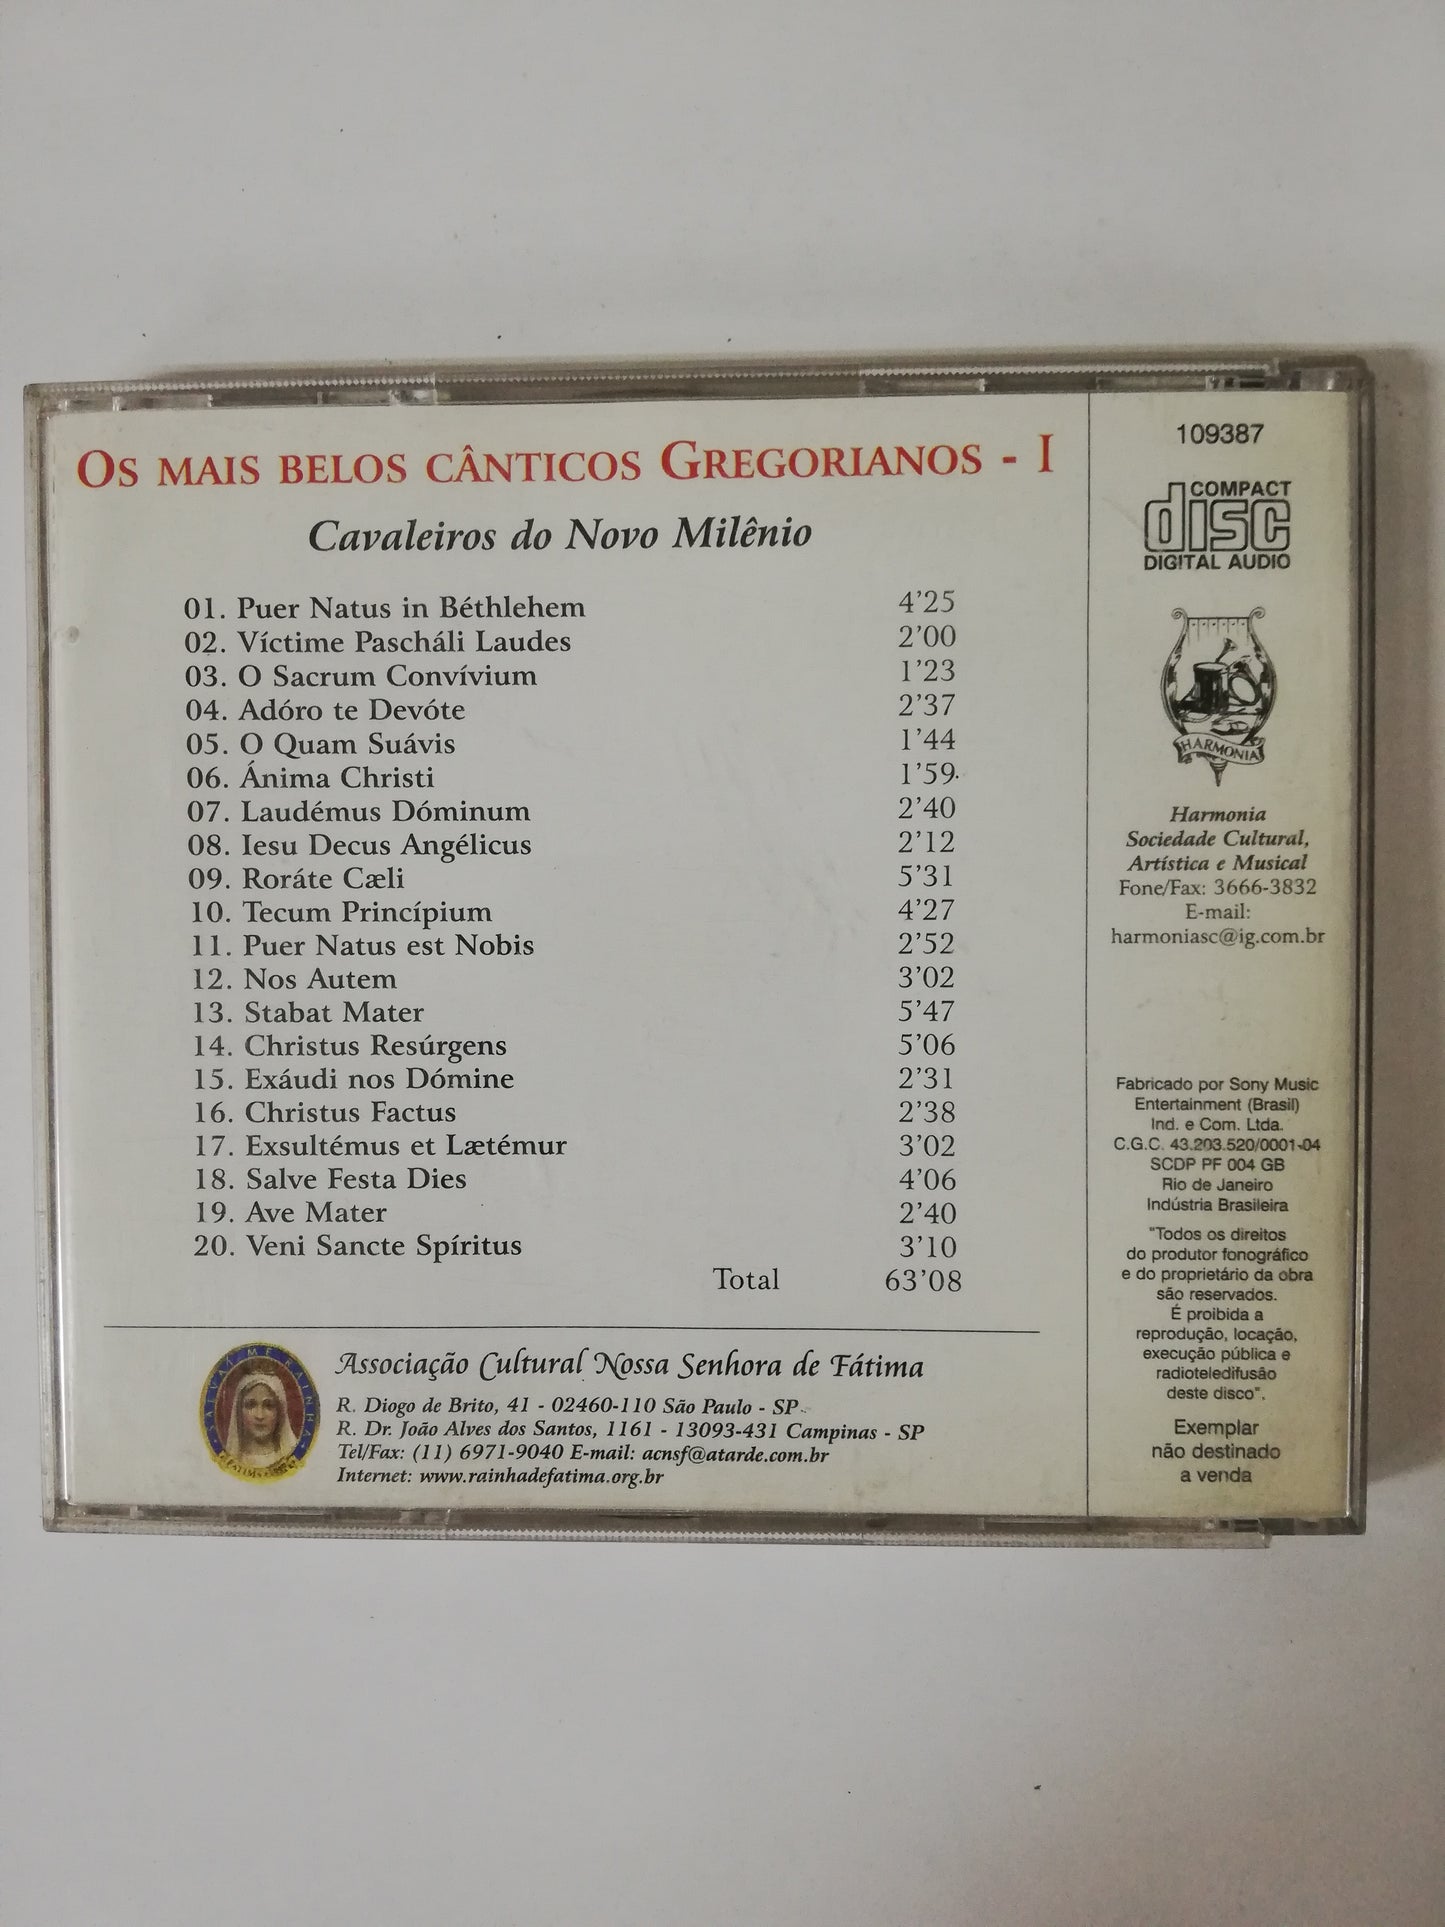 OS MAIS BELOS CÂNTICOS GREGORIANOS - I
Cavaleiros do Novo Milênio
01. Puer Natus in Béthlehem 4'25
02. Víctime Pascháli Laudes 2'00
03. O Sacrum Convívium 1'23
04. Adóro te Devóte 2'37
05. O Quam Suávis 1'44
06. Ánima Christi 1'59
07. Laudémus Dóminum 2'40
08. Iesu Decus Angélicus 2'12
09. Roráte Cæli 5'31
10. Tecum Princípium 4'27
11. Puer Natus est Nobis 2'52
12. Nos Autem 3'02
13. Stabat Mater 5'47
14. Christus Resúrgens 5'06
15. Exáudi nos Dómine 2'31
16. Christus Factus 2'38
17. Exsultémus et Lætémur 3'02
18. Salve Festa Dies 4'06
19. Ave Mater 2'40
20. Veni Sancte Spíritus 3'10
Total 63'08
SALVAI-ME RAINHA
Associação Cultural Nossa Senhora de Fátima
R. Diogo de Brito, 41 - 02460-110 São Paulo - SP
R. Dr. João Alves dos Santos, 1161 - 13093-431 Campinas - SP
Tel/Fax: (11) 6971-9040 E-mail: acnsf@atarde.com.br
Internet: www.rainhadefatima.org.br
109387
COMPACT
disc
DIGITAL AUDIO
HARMONIA
Harmonia
Sociedade Cultural,
Artística e Musical
Fone/Fax: 3666-3832
E-mail:
harmoniasc@ig.com.br
Fabricado por Sony Music
Entertainment (Brasil)
Ind. e Com. Ltda.
C.G.C. 43.203.520/0001-04
SCDP PF 004 GB
Rio de Janeiro
Indústria Brasileira
"Todos os direitos
do produtor fonográfico
e do proprietário da obra
são reservados.
É proibida a
reprodução, locação,
execução pública e
radioteledifusão
deste disco".
Exemplar
não destinado
a venda